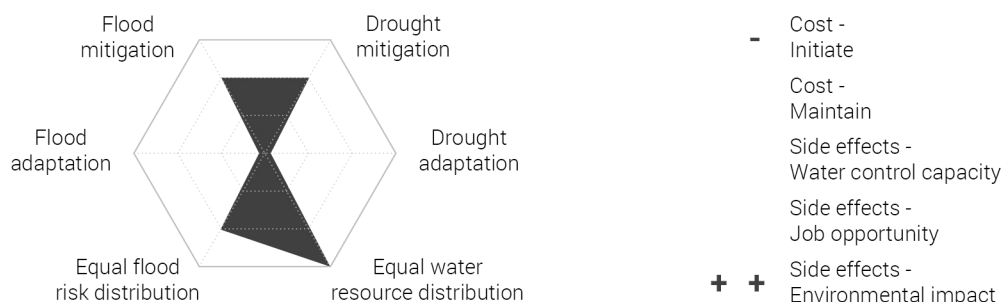 Flood
mitigation
Drought
mitigation
Flood
adaptation
Drought
adaptation
Equal flood
risk distribution
Equal water
resource distribution
- Cost -
Initiate
Cost -
Maintain
Side effects -
Water control capacity
Side effects -
Job opportunity
+ + Side effects -
Environmental impact